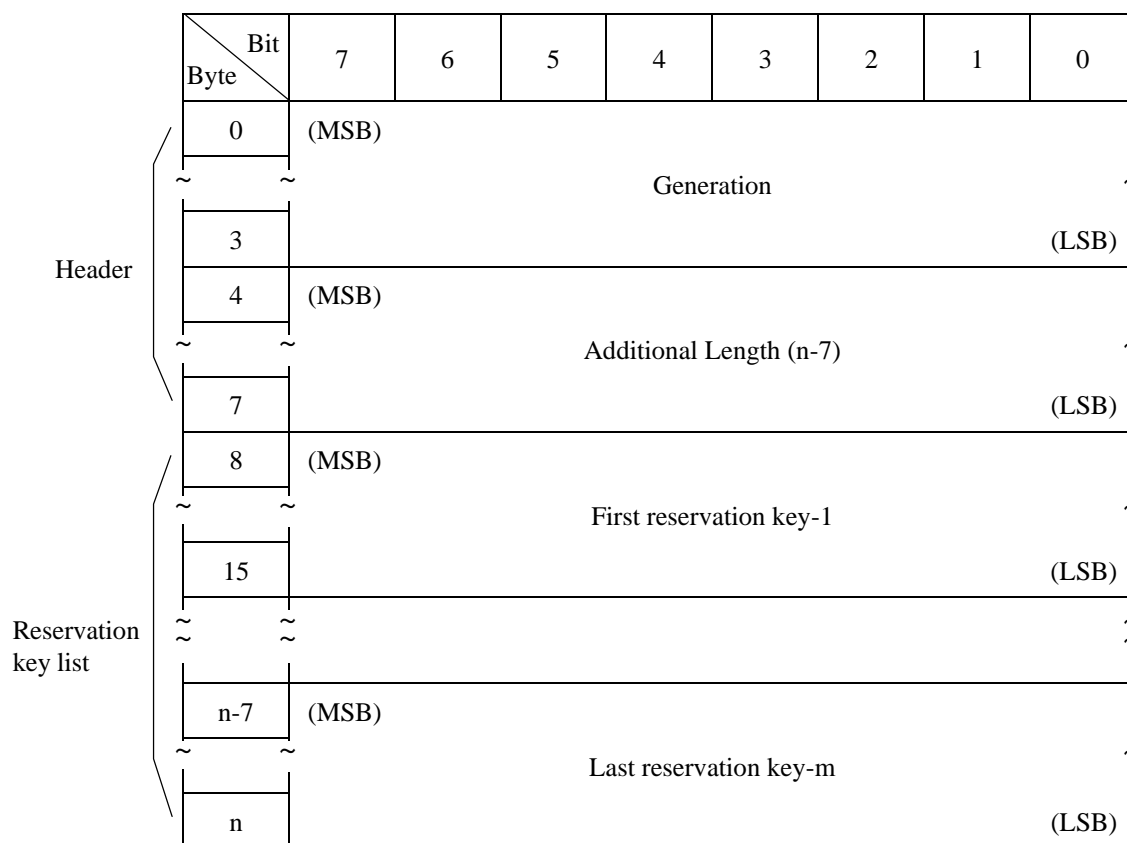 Bit
Byte 7 6 5 4 3 2 1 0
0 (MSB)
~ ~ Generation ~
3 (LSB)
Header
4 (MSB)
~ ~ Additional Length (n-7) ~
7 (LSB)
8 (MSB)
~ ~ First reservation key-1 ~
15 (LSB)
Reservation
key list
~ ~ ~
~ ~ ~
n-7 (MSB)
~ ~ Last reservation key-m ~
n (LSB)